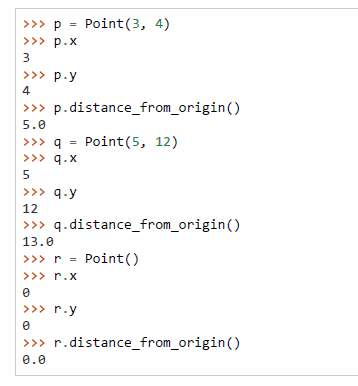 >>> p = Point(3, 4)
>>> p.x
3
>>> p.y
4
>>> p.distance_from_origin()
5.0
>>> q = Point(5, 12)
>>> q.x
5
>>> q.y
12
>>> q.distance_from_origin()
13.0
>>> r = Point()
>>> r.x
0
>>> r.y
0
>>> r.distance_from_origin()
0.0